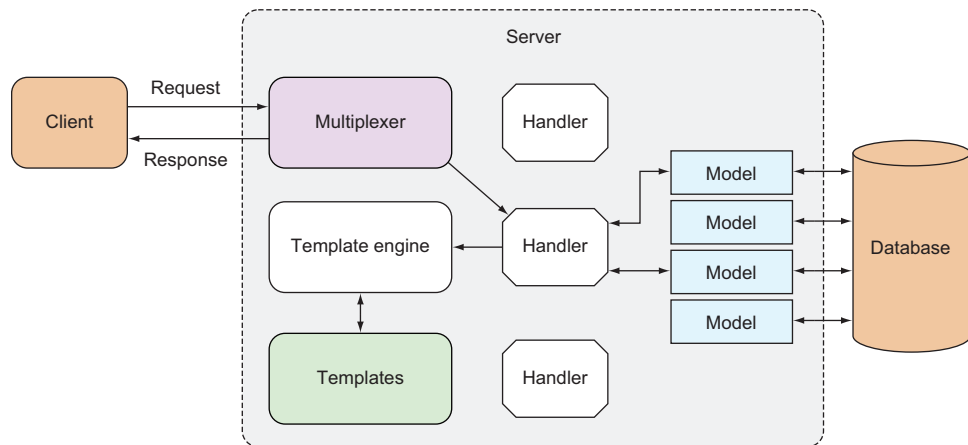 Server
Request
Client
Multiplexer
Handler
Response
Model
Model
Template engine
Handler
Database
Model
Model
Templates
Handler